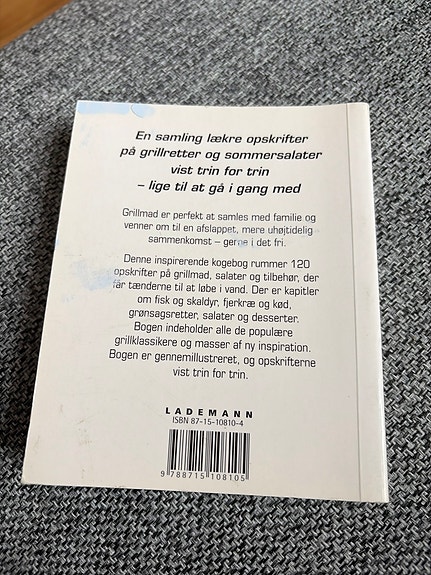 En samling lækre opskrifter
på grillretter og sommersalater
vist trin for trin
– lige til at gå i gang med
Grillmad er perfekt at samles med familie og
venner om til en afslappet, mere uhøjtidelig
sammenkomst – gerne i det fri.
Denne inspirerende kogebog rummer 120
opskrifter på grillmad, salater og tilbehør, der
får tænderne til at løbe i vand. Der er kapitler
om fisk og skaldyr, fjerkræ og kød,
grønsagsretter, salater og desserter.
Bogen indeholder alle de populære
grillklassikere og masser af ny inspiration.
Bogen er gennemillustreret, og opskrifterne
vist trin for trin.
LADEMANN
ISBN 87-15-10810-4
9 788715 108105